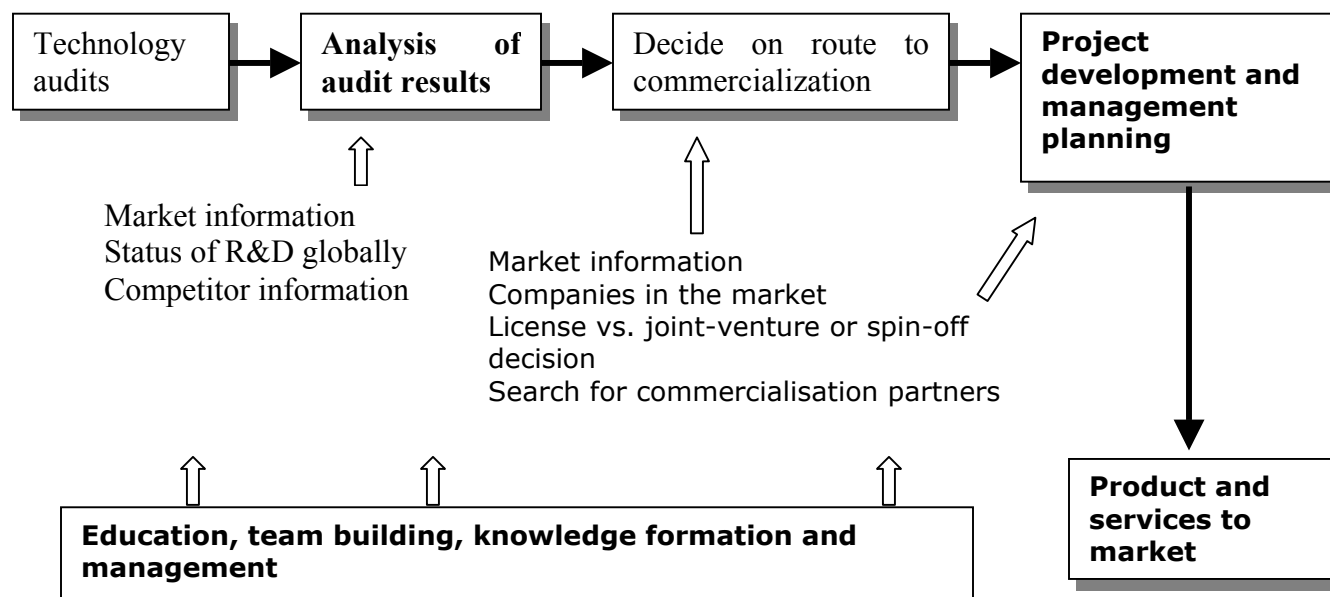 Technology
audits
Analysis of
audit results
Decide on route to
commercialization
Project
development and
management
planning
Market information
Status of R&D globally
Competitor information
Market information
Companies in the market
License vs. joint-venture or spin-off
decision
Search for commercialisation partners
Education, team building, knowledge formation and
management
Product and
services to
market